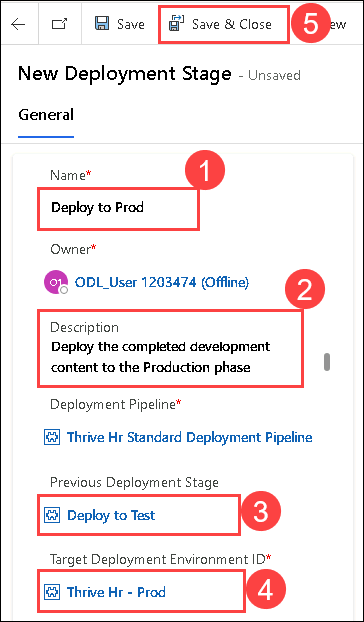 Save
Save & Close
5
New Deployment Stage - Unsaved
General
1
Name*
Deploy to Prod
Owner*
O1
ODL_User 1203474 (Offline)
2
Description
Deploy the completed development
content to the Production phase
Deployment Pipeline*
Thrive Hr Standard Deployment Pipeline
Previous Deployment Stage
Deploy to Test
3
Target Deployment Environment ID*
Thrive Hr - Prod
4